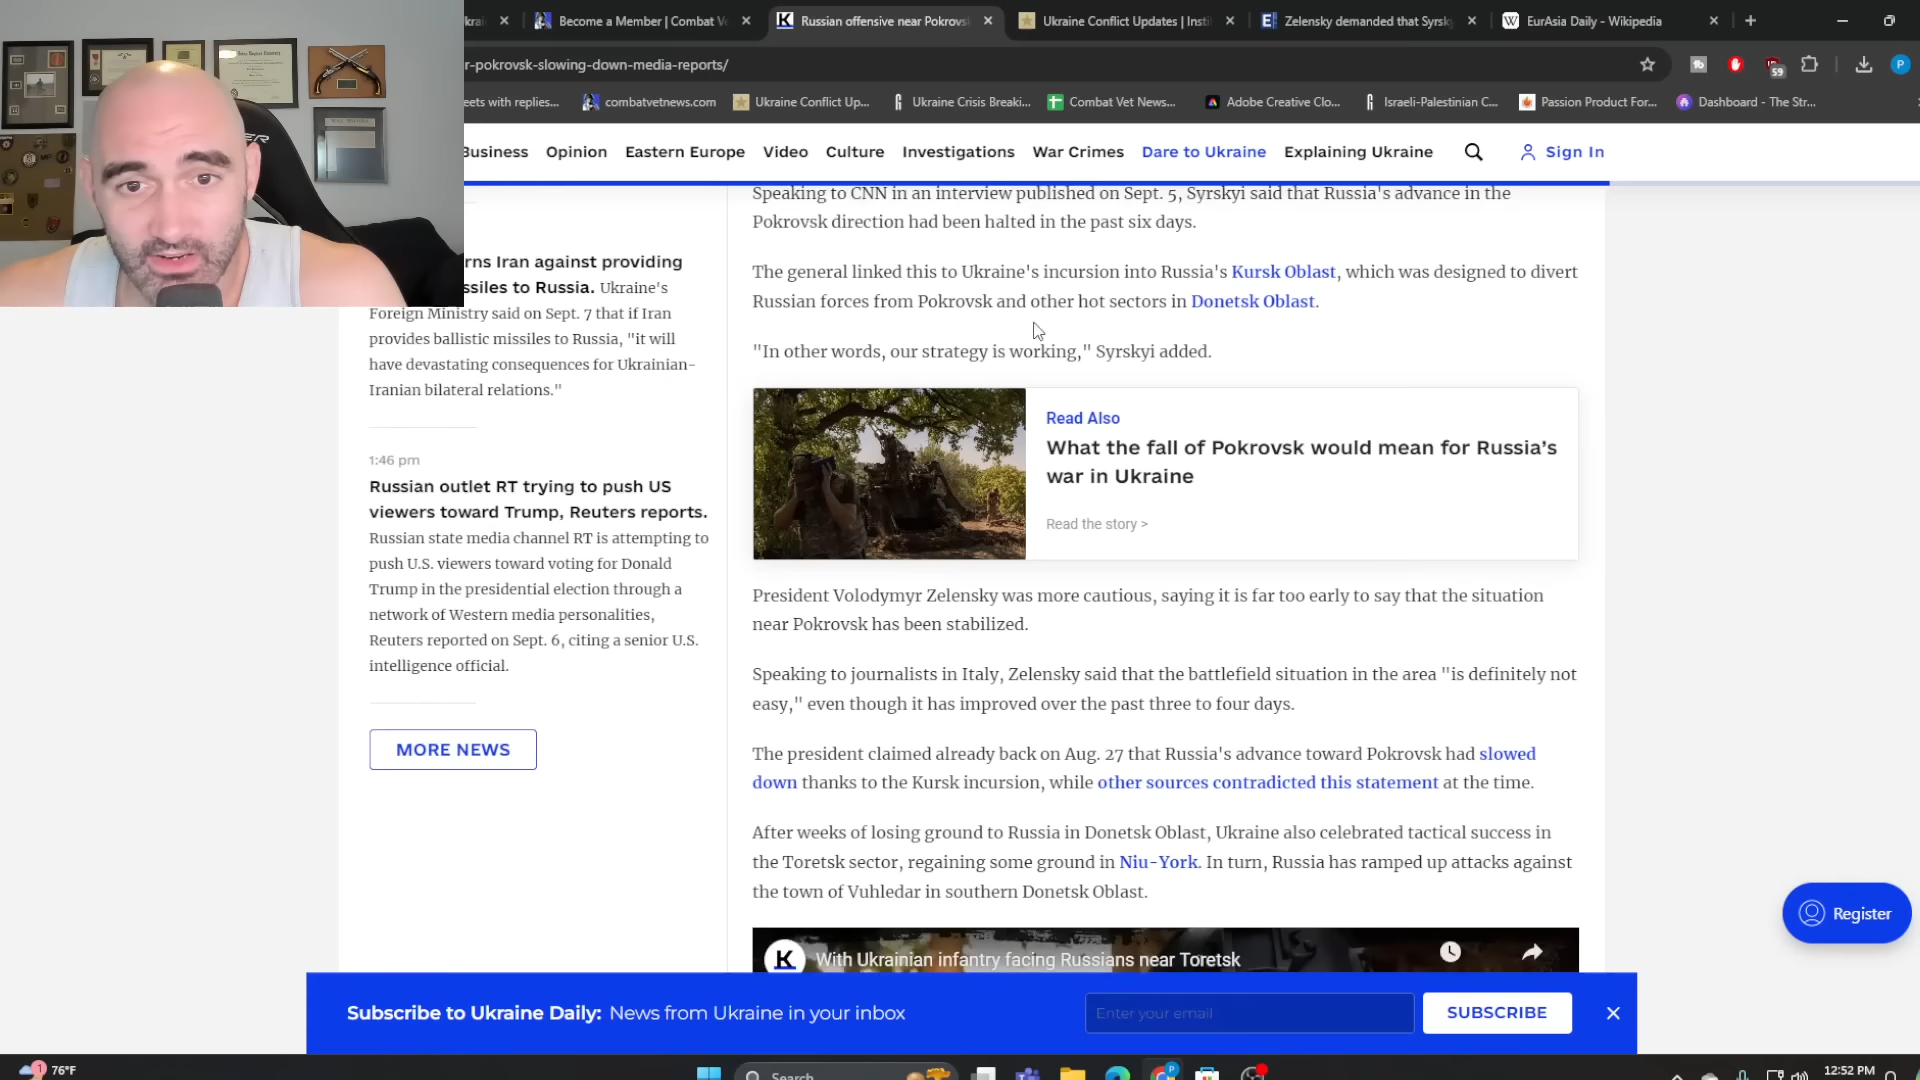 Become a Member | Combat V
Russian offensive near Pokrovs
Ukraine Conflict Updates | Insti
Zelensky demanded that Syrsk
EurAsia Daily - Wikipedia
r-pokrovsk-slowing-down-media-reports/
59
P
eets with replies...
combatvetnews.com
Ukraine Conflict Up...
Ukraine Crisis Breaki...
Combat Vet News...
Adobe Creative Clo...
Israeli-Palestinian C...
Passion Product For...
Dashboard - The Str...
Business
Opinion
Eastern Europe
Video
Culture
Investigations
War Crimes
Dare to Ukraine
Explaining Ukraine
Sign In
rns Iran against providing
ssiles to Russia. Ukraine's
Foreign Ministry said on Sept. 7 that if Iran
provides ballistic missiles to Russia, "it will
have devastating consequences for Ukrainian-
Iranian bilateral relations."
1:46 pm
Russian outlet RT trying to push US
viewers toward Trump, Reuters reports.
Russian state media channel RT is attempting to
push U.S. viewers toward voting for Donald
Trump in the presidential election through a
network of Western media personalities,
Reuters reported on Sept. 6, citing a senior U.S.
intelligence official.
MORE NEWS
Speaking to CNN in an interview published on Sept. 5, Syrskyi said that Russia's advance in the
Pokrovsk direction had been halted in the past six days.
The general linked this to Ukraine's incursion into Russia's Kursk Oblast, which was designed to divert
Russian forces from Pokrovsk and other hot sectors in Donetsk Oblast.
"In other words, our strategy is working," Syrskyi added.
Read Also
What the fall of Pokrovsk would mean for Russia's
war in Ukraine
Read the story >
President Volodymyr Zelensky was more cautious, saying it is far too early to say that the situation
near Pokrovsk has been stabilized.
Speaking to journalists in Italy, Zelensky said that the battlefield situation in the area "is definitely not
easy," even though it has improved over the past three to four days.
The president claimed already back on Aug. 27 that Russia's advance toward Pokrovsk had slowed
down thanks to the Kursk incursion, while other sources contradicted this statement at the time.
After weeks of losing ground to Russia in Donetsk Oblast, Ukraine also celebrated tactical success in
the Toretsk sector, regaining some ground in Niu-York. In turn, Russia has ramped up attacks against
the town of Vuhledar in southern Donetsk Oblast.
K With Ukrainian infantry facing Russians near Toretsk
Register
Subscribe to Ukraine Daily: News from Ukraine in your inbox
Enter your email
SUBSCRIBE
1
76°F
Search
12:52 PM